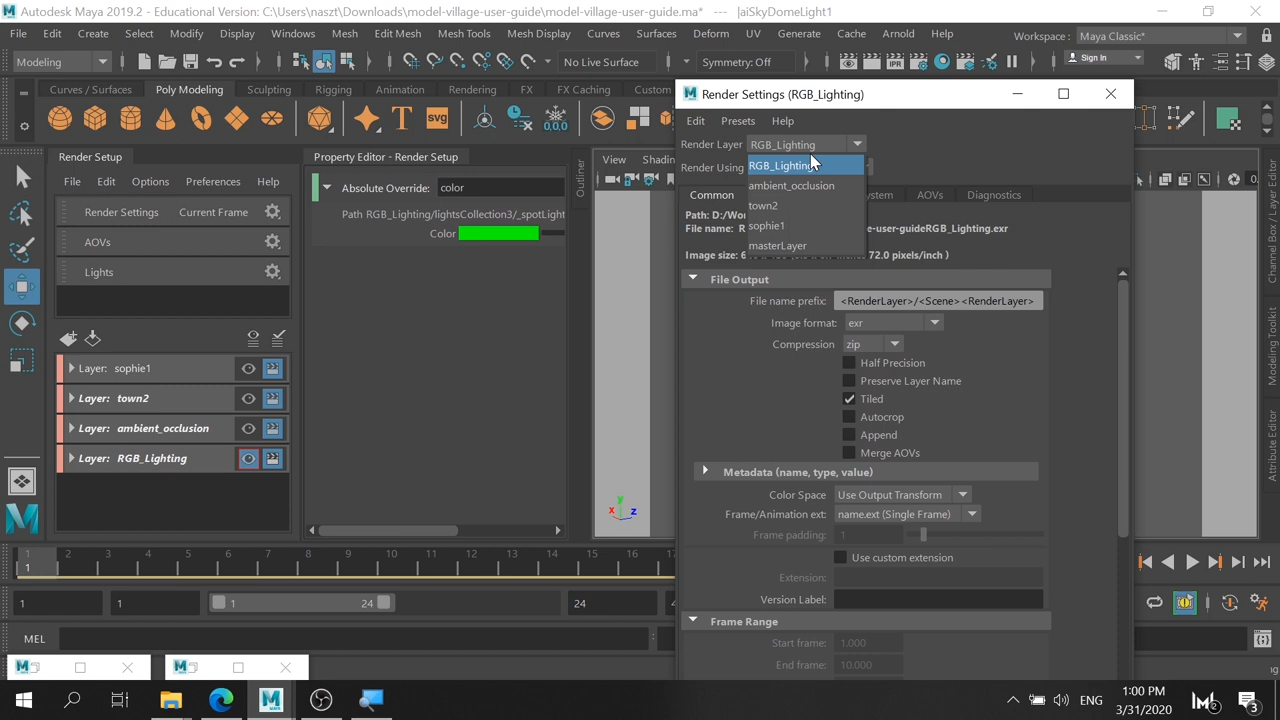 Autodesk Maya 2019.2 - Educational Version: C:\Users\naszt\Downloads\model-village-user-guide\model-village-user-guide.ma* --- |aiSkyDomeLight1
File Edit Create Select Modify Display Windows Mesh Edit Mesh Mesh Tools Mesh Display Curves Surfaces Deform UV Generate Cache Arnold Help Workspace : Maya Classic*
Modeling No Live Surface Symmetry: Off Sign In
Curves / Surfaces Poly Modeling Sculpting Rigging Animation Rendering FX FX Caching Custom
Render Settings (RGB_Lighting)
Edit Presets Help
Render Layer RGB_Lighting
Render Using
RGB_Lighting
ambient_occlusion
town2
sophie1
masterLayer
Common ystem AOVs Diagnostics
Path: D:/Wo
File name: R e-user-guideRGB_Lighting.exr
Image size: 72.0 pixels/inch )
File Output
File name prefix: <RenderLayer>/<Scene><RenderLayer>
Image format: exr
Compression zip
Half Precision
Preserve Layer Name
Tiled
Autocrop
Append
Merge AOVs
Metadata (name, type, value)
Color Space Use Output Transform
Frame/Animation ext: name.ext (Single Frame)
Frame padding: 1
Use custom extension
Extension:
Version Label:
Frame Range
Start frame: 1.000
End frame: 10.000
Render Setup
File Edit Options Preferences Help
Render Settings Current Frame
AOVs
Lights
Layer: sophie1
Layer: town2
Layer: ambient_occlusion
Layer: RGB_Lighting
Property Editor - Render Setup
Absolute Override: color
Path RGB_Lighting/lightsCollection3/_spotLight
Color
Outliner
View Shadin
x y z
Channel Box / Layer Editor
Modeling Toolkit
Attribute Editor
1 2 3 4 5 6 7 8 9 10 11 12 13 14 15 16
1
1 1 1 24 24
MEL
ENG
1:00 PM
3/31/2020